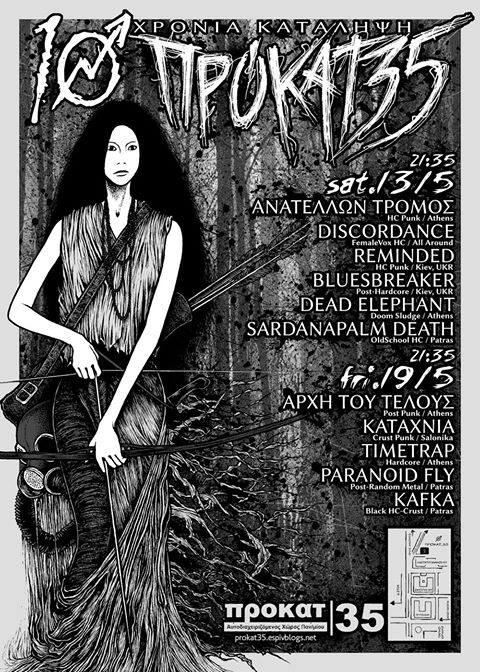 10 ΧΡΟΝΙΑ ΚΑΤΑΛΗΨΗ
ΠΡΟΚΑΤ35
21:35
sat.13/5
ΑΝΑΤΕΛΛΩΝ ΤΡΟΜΟΣ
HC Punk / Athens
DISCORDANCE
FemaleVox HC / All Around
REMINDED
HC Punk / Kiev, UKR
BLUESBREAKER
Post-Hardcore / Kiev, UKR
DEAD ELEPHANT
Doom Sludge / Athens
SARDANAPALM DEATH
OldSchool HC / Patras
21:35
fri.19/5
ΑΡΧΗ ΤΟΥ ΤΕΛΟΥΣ
Post Punk / Athens
ΚΑΤΑΧΝΙΑ
Crust Punk / Salonika
TIMETRAP
Hardcore / Athens
PARANOID FLY
Post-Random Metal / Patras
KAFKA
Black HC-Crust / Patras
προκατ 35
Αυτοδιαχειριζόμενος Χώρος Πανμίου
prokat35.espivblogs.net
ΠΡΟΚΑΤ_35